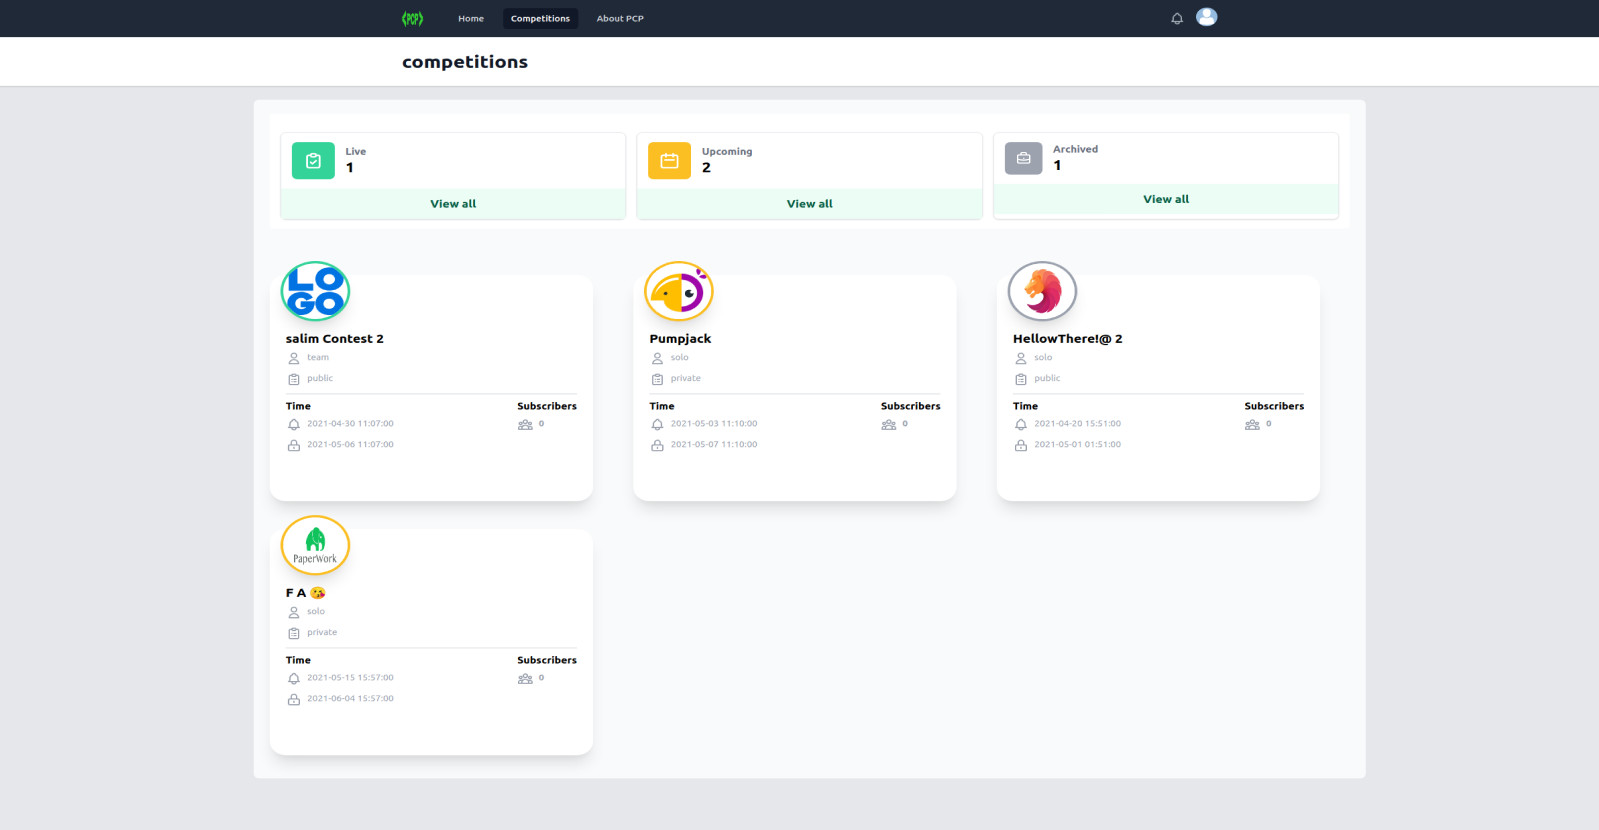 PCP
Home
Competitions
About PCP
competitions
Live
1
View all
Upcoming
2
View all
Archived
1
View all
LO
GO
salim Contest 2
team
public
Time
Subscribers
2021-04-30 11:07:00
0
2021-05-06 11:07:00
Pumpjack
solo
private
Time
Subscribers
2021-05-03 11:10:00
0
2021-05-07 11:10:00
HellowThere!@ 2
solo
public
Time
Subscribers
2021-04-20 15:51:00
0
2021-05-01 01:51:00
PaperWork
F A 😘
solo
private
Time
Subscribers
2021-05-15 15:57:00
0
2021-06-04 15:57:00